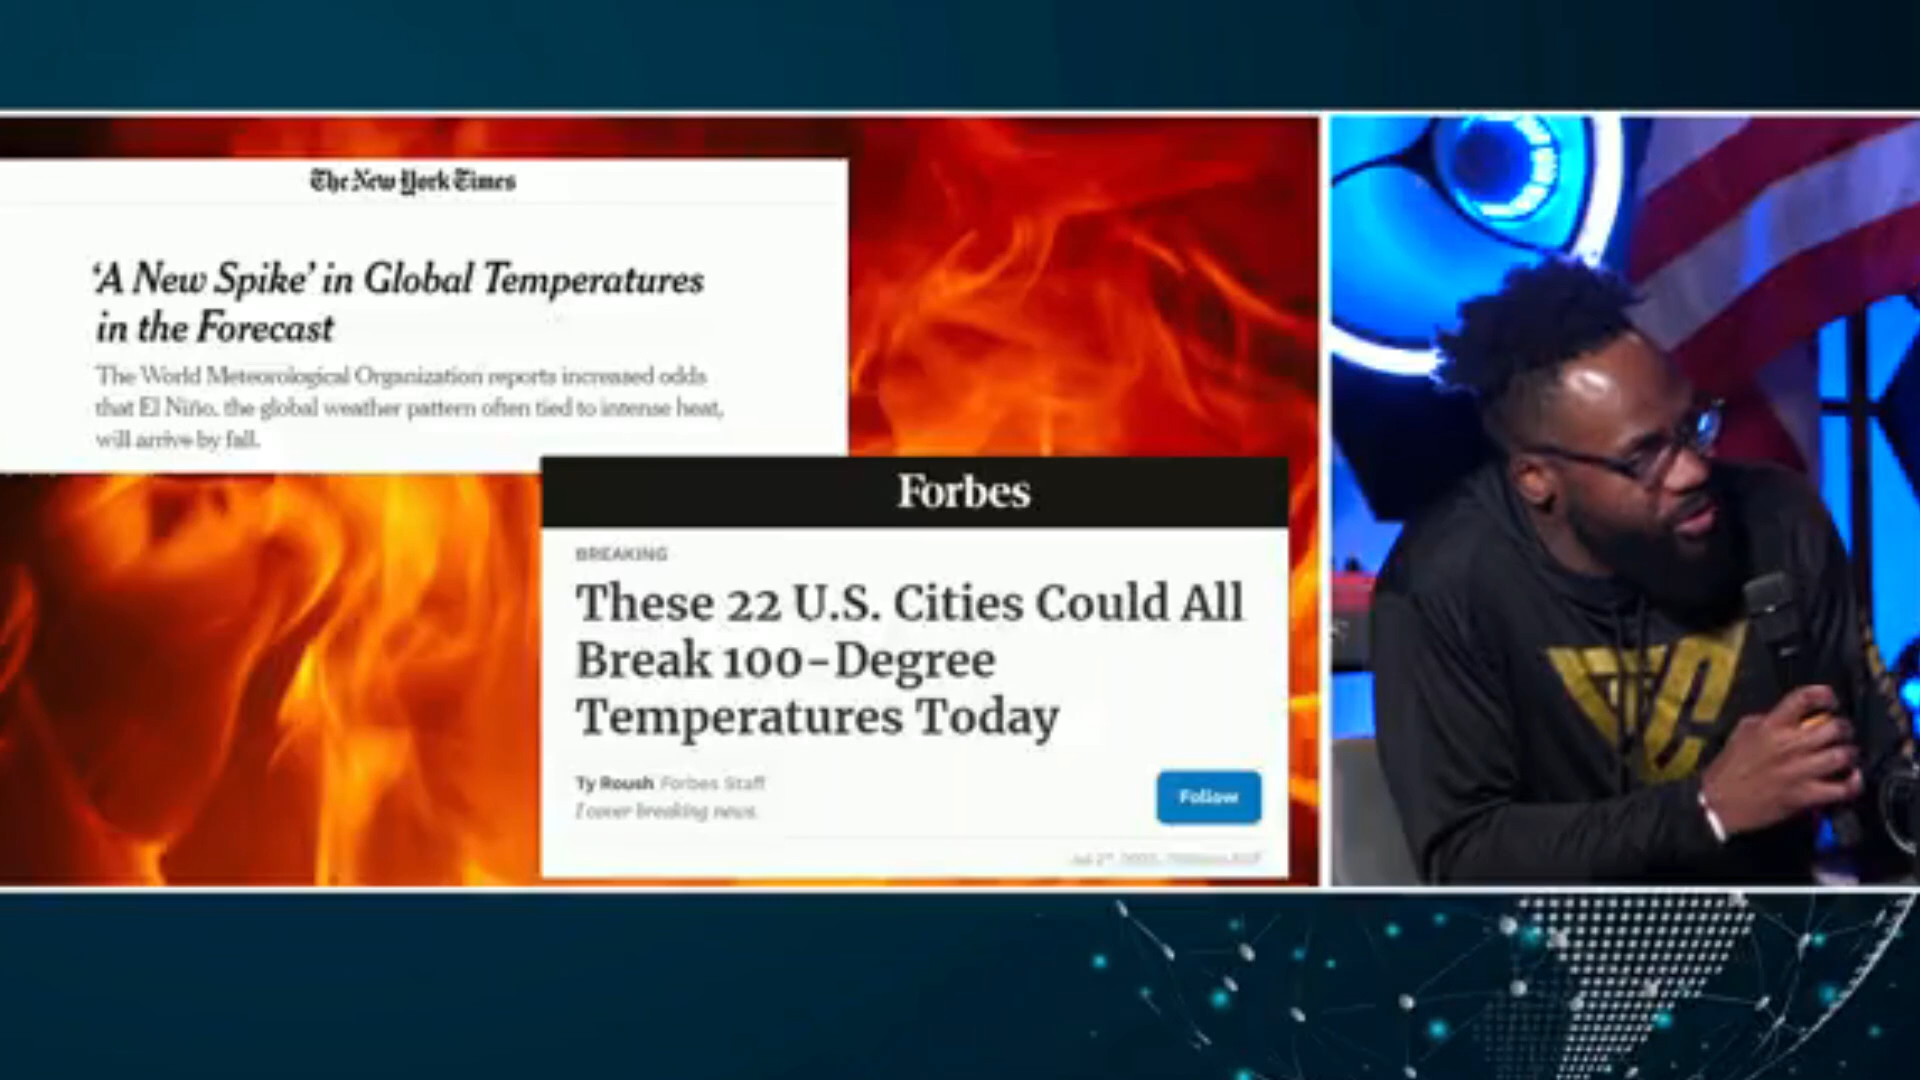 The New York Times
‘A New Spike’ in Global Temperatures
in the Forecast
The World Meteorological Organization reports increased odds
that El Niño, the global weather pattern often tied to intense heat,
will arrive by fall.
Forbes
BREAKING
These 22 U.S. Cities Could All
Break 100-Degree
Temperatures Today
Ty Roush Forbes Staff
I cover breaking news.
Follow